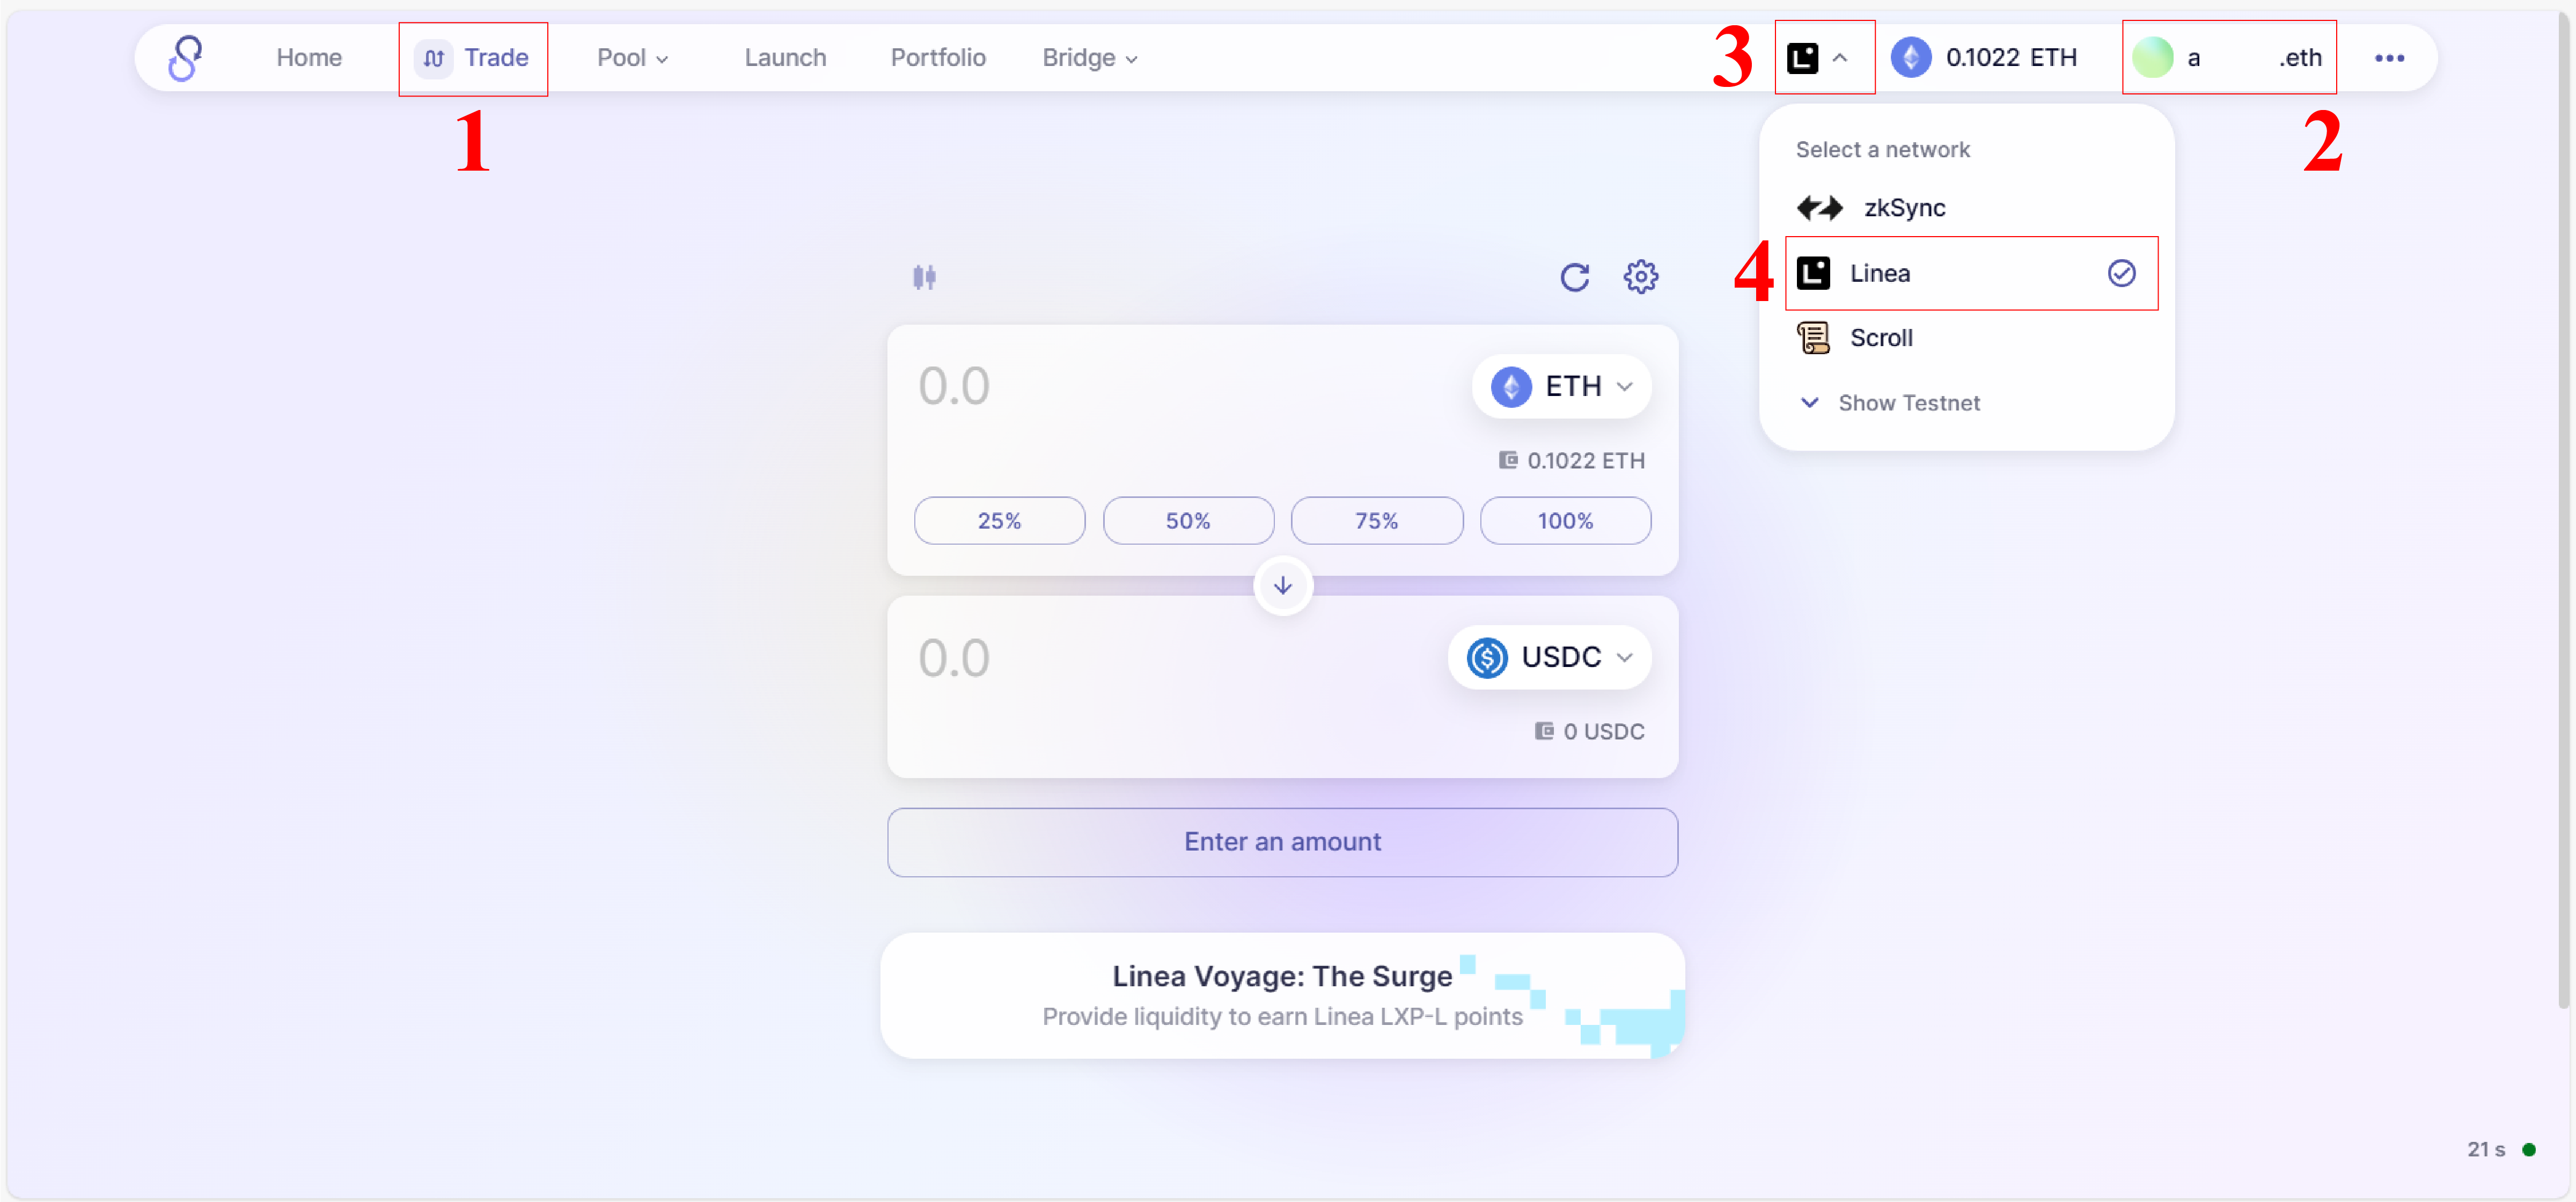 Home Trade Pool Launch Portfolio Bridge 3 0.1022 ETH a .eth
1
2
Select a network
zkSync
4 Linea
Scroll
Show Testnet
0.0 ETH
0.1022 ETH
25% 50% 75% 100%
0.0 USDC
0 USDC
Enter an amount
Linea Voyage: The Surge
Provide liquidity to earn Linea LXP-L points
21 s